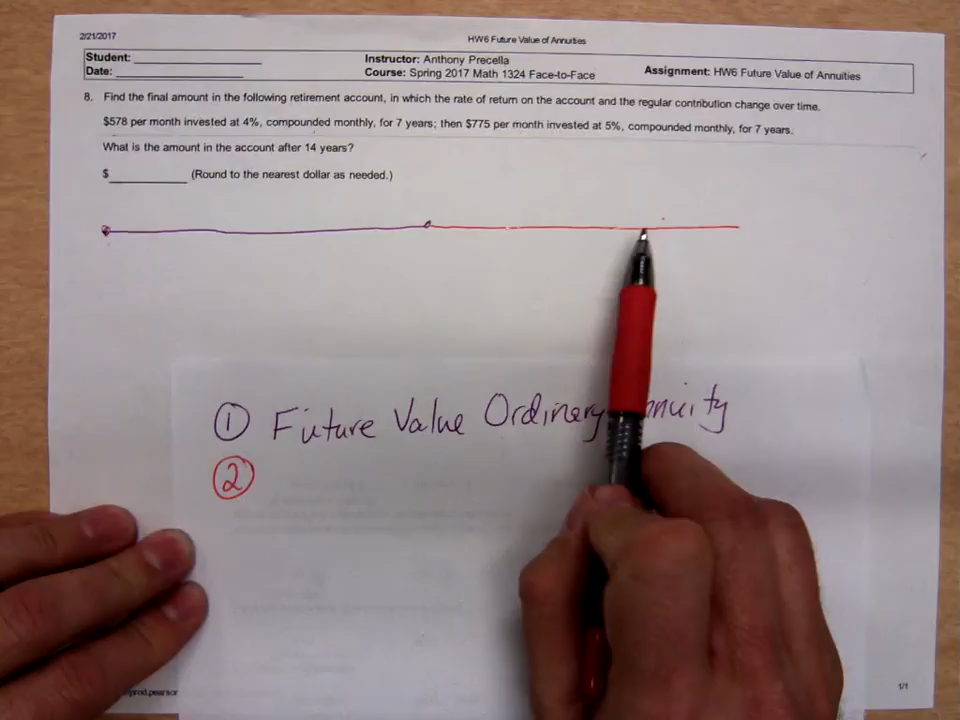 2/21/2017
HW6 Future Value of Annuities
Student: 
Date: 
Instructor: Anthony Precella
Course: Spring 2017 Math 1324 Face-to-Face
Assignment: HW6 Future Value of Annuities
8. Find the final amount in the following retirement account, in which the rate of return on the account and the regular contribution change over time.
$578 per month invested at 4%, compounded monthly, for 7 years; then $775 per month invested at 5%, compounded monthly, for 7 years.
What is the amount in the account after 14 years?
$ (Round to the nearest dollar as needed.)
① Future Value Ordinary nnuity
②
prod.pearsor
1/1